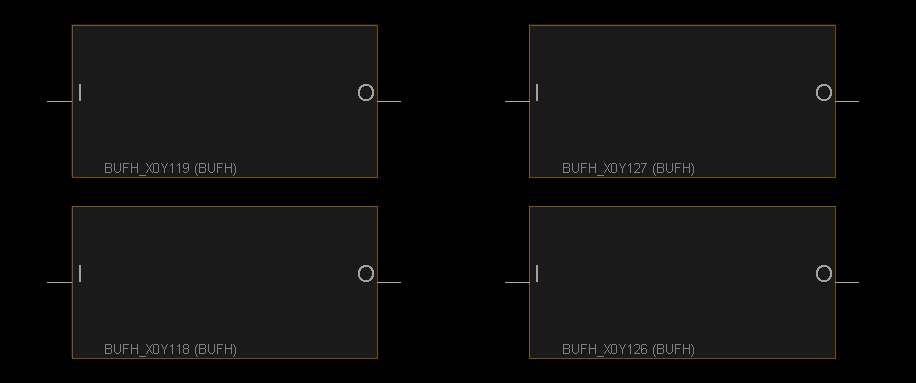 I O
BUFH_X0Y119 (BUFH)
I O
BUFH_X0Y127 (BUFH)
I O
BUFH_X0Y118 (BUFH)
I O
BUFH_X0Y126 (BUFH)